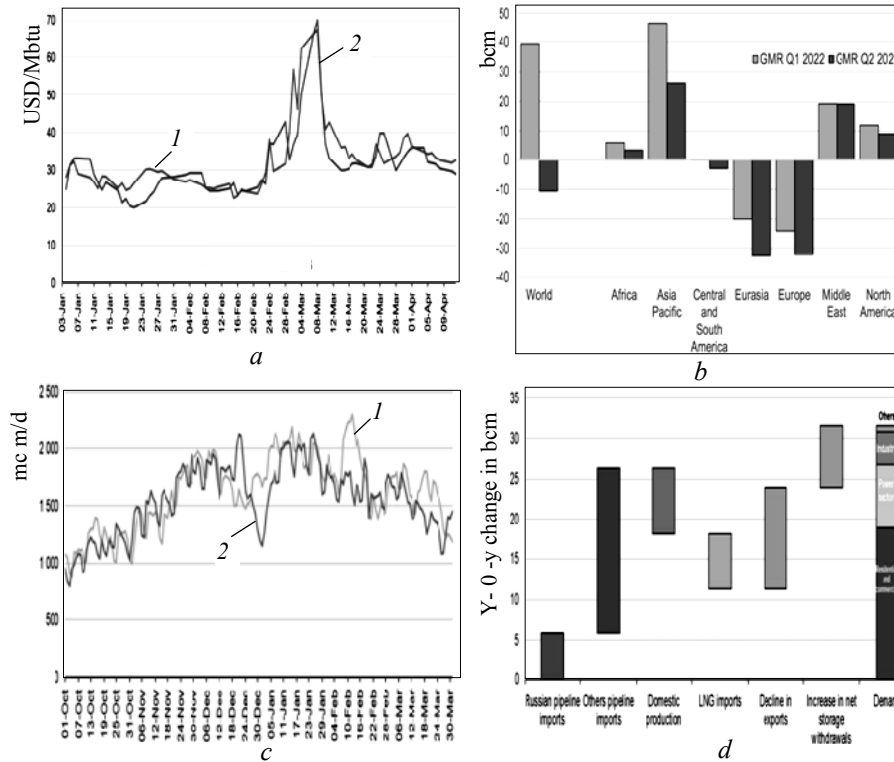 USD/Mbtu
70
60
50
40
30
20
10
0
1
2
03-Jan
07-Jan
11-Jan
15-Jan
19-Jan
23-Jan
27-Jan
31-Jan
04-Feb
08-Feb
12-Feb
16-Feb
20-Feb
24-Feb
28-Feb
04-Mar
08-Mar
12-Mar
16-Mar
20-Mar
24-Mar
28-Mar
01-Apr
05-Apr
09-Apr
a
bcm
50
40
30
20
10
0
-10
-20
-30
-40
GMR Q1 2022
GMR Q2 202
World
Africa
Asia
Pacific
Central
and
South
America
Eurasia
Europe
Middle
East
North
America
b
mc m/d
2 500
2 000
1 500
1 000
500
0
1
2
01-Oct
07-Oct
13-Oct
19-Oct
25-Oct
31-Oct
06-Nov
12-Nov
18-Nov
24-Nov
30-Nov
06-Dec
12-Dec
18-Dec
24-Dec
30-Dec
05-Jan
11-Jan
17-Jan
23-Jan
29-Jan
04-Feb
10-Feb
16-Feb
22-Feb
28-Feb
06-Mar
12-Mar
18-Mar
24-Mar
30-Mar
c
Y- 0 -y change in bcm
35
30
25
20
15
10
5
0
Others
Industr
Power
sector
and
Russian pipeline
imports
Others pipeline
imports
Domestic
production
LNG imports
Decline in
exports
Increase in net
storage
withdrawals
Deman
d